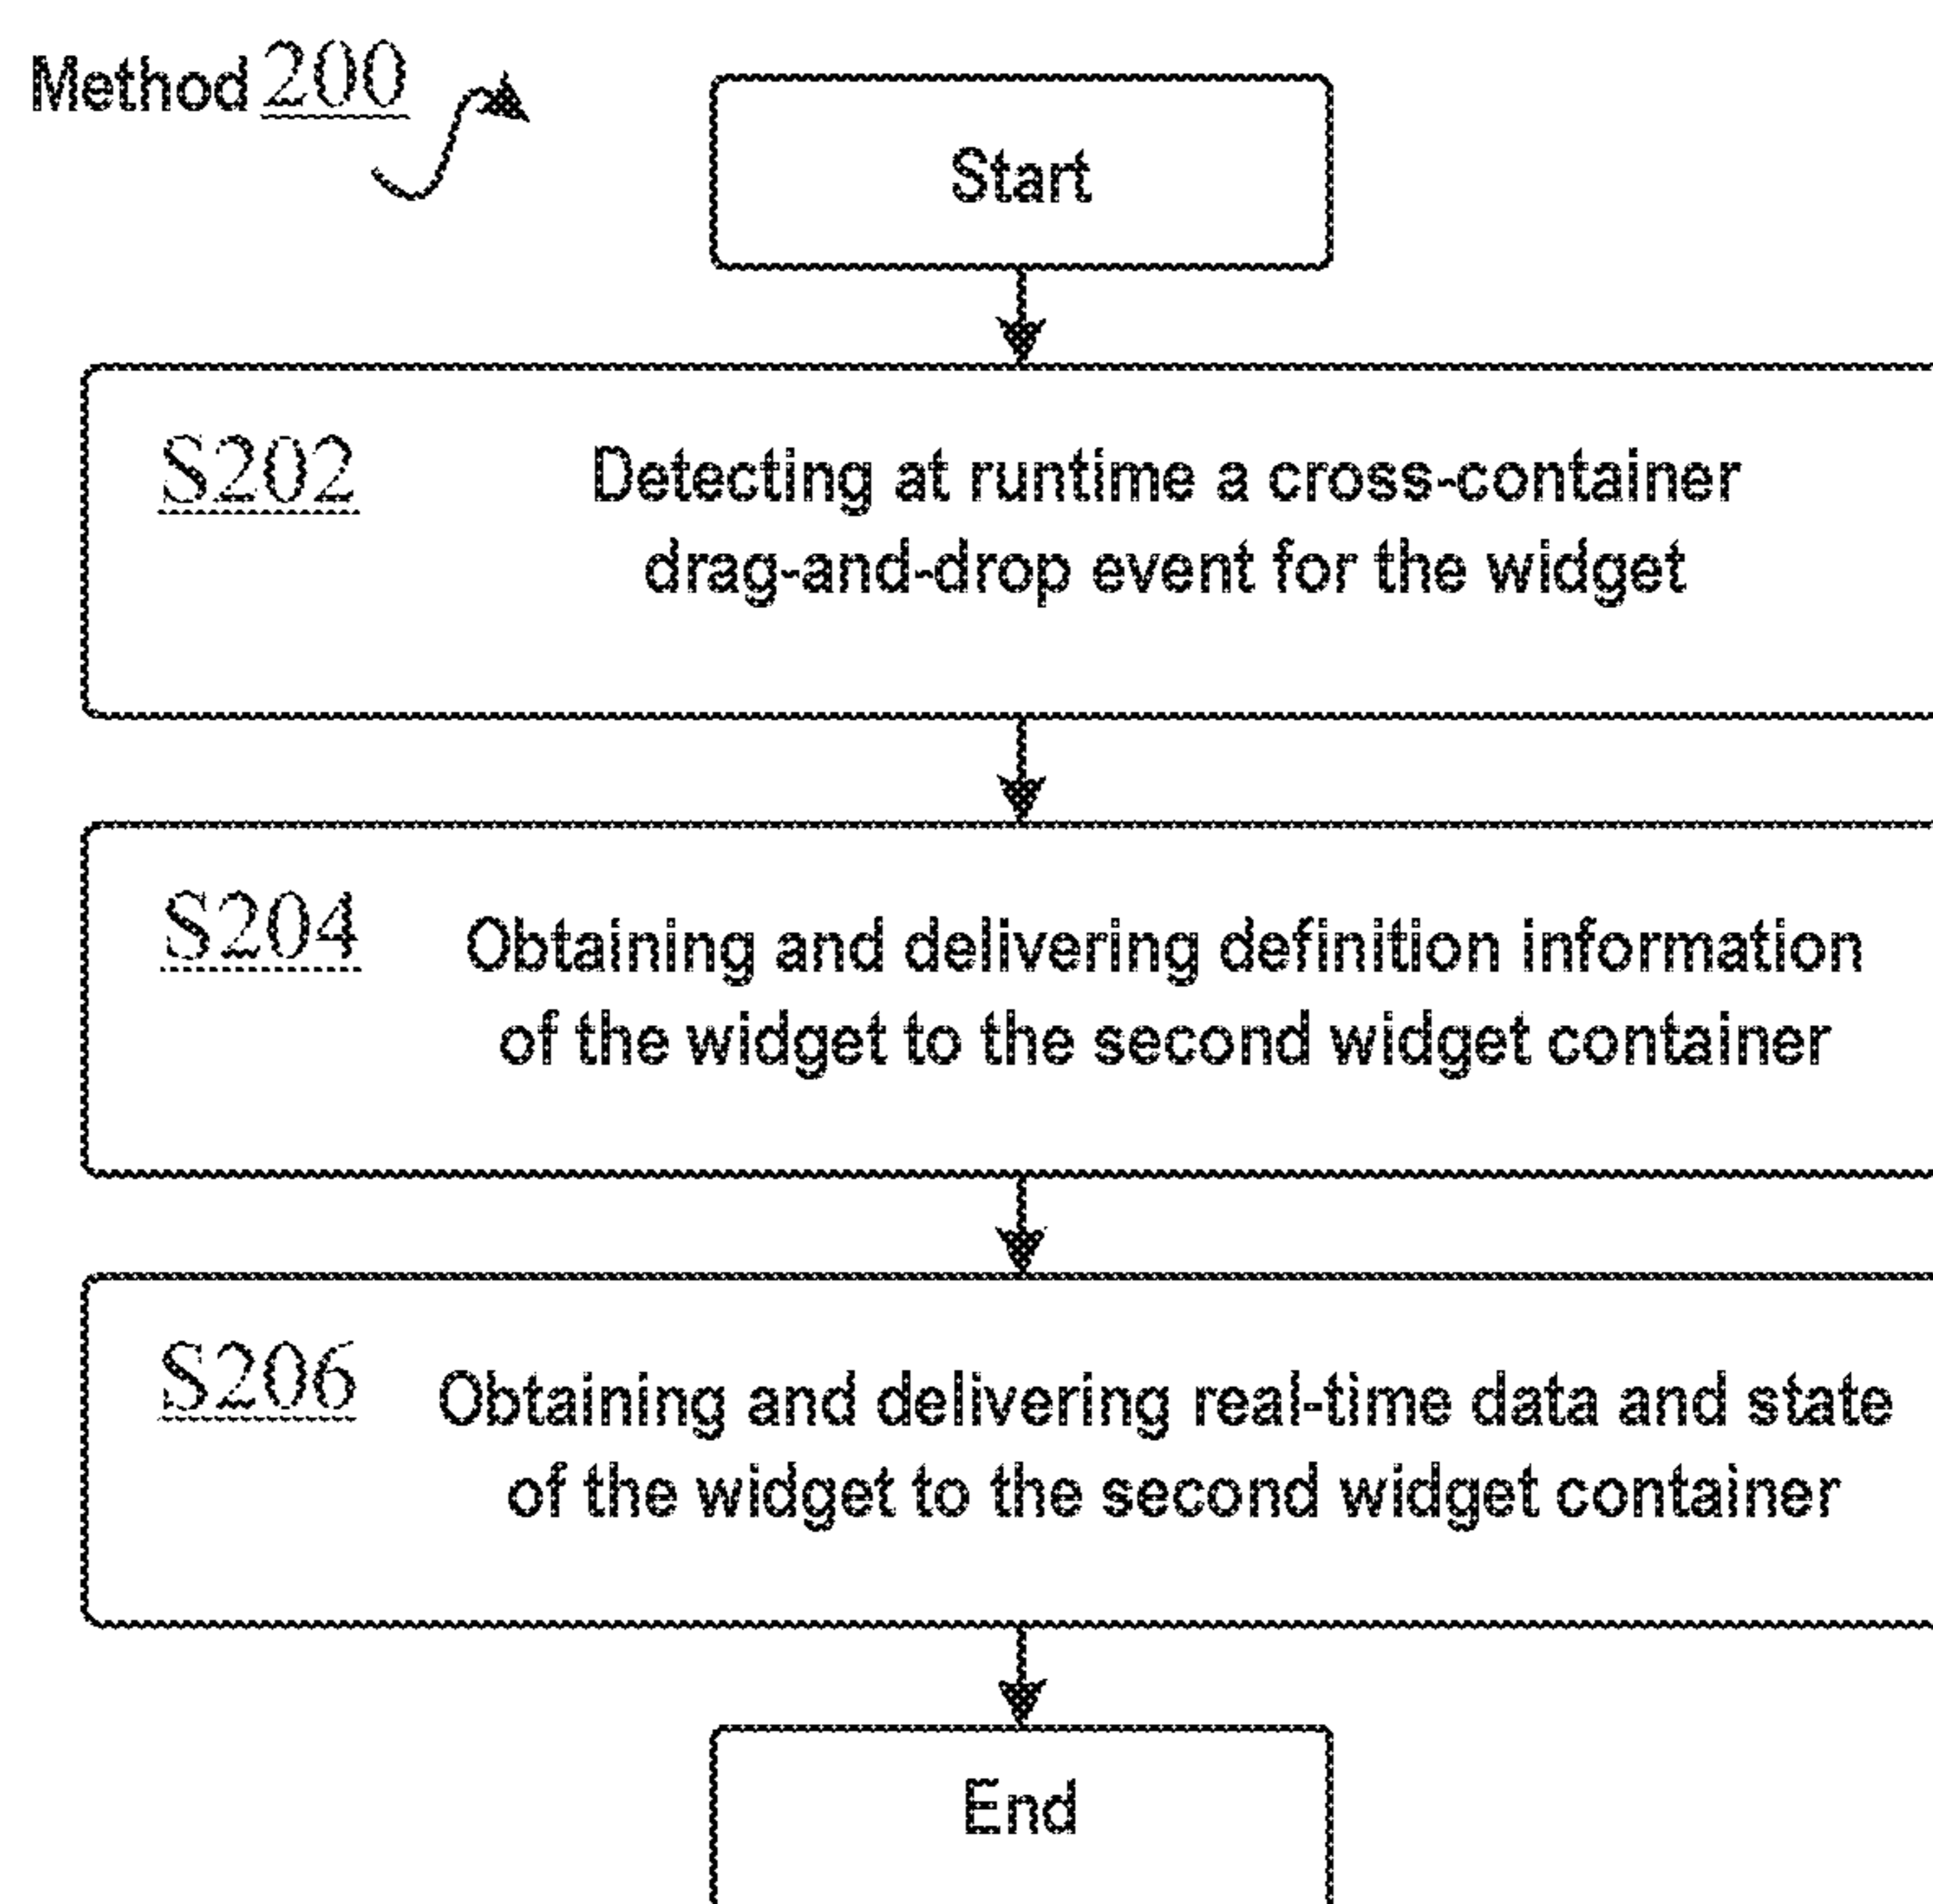 Method 200
Start
S202 Detecting at runtime a cross-container
drag-and-drop event for the widget
S204 Obtaining and delivering definition information
of the widget to the second widget container
S206 Obtaining and delivering real-time data and state
of the widget to the second widget container
End